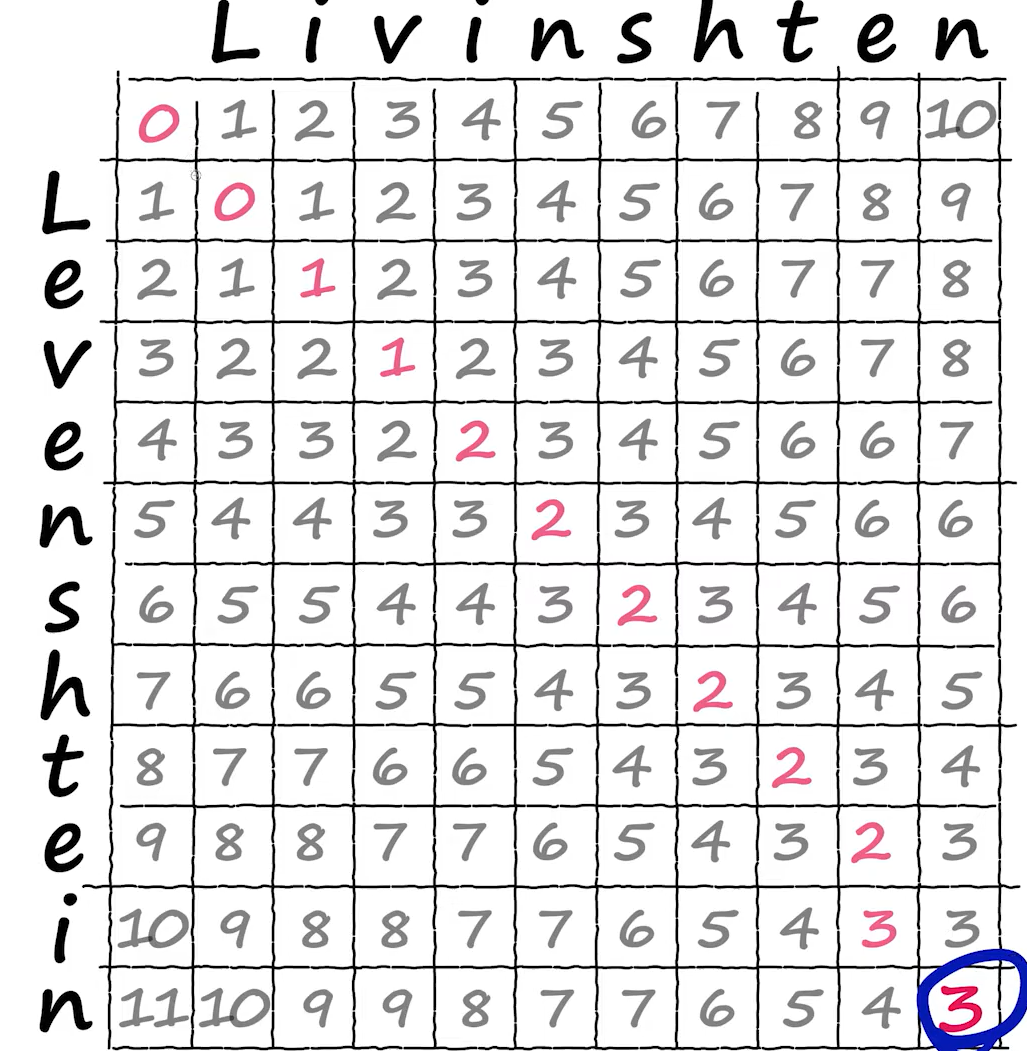 L i v i n s h t e n
0 1 2 3 4 5 6 7 8 9 10
L 1 0 1 2 3 4 5 6 7 8 9
e 2 1 1 2 3 4 5 6 7 7 8
v 3 2 2 1 2 3 4 5 6 7 8
e 4 3 3 2 2 3 4 5 6 6 7
n 5 4 4 3 3 2 3 4 5 6 6
s 6 5 5 4 4 3 2 3 4 5 6
h 7 6 6 5 5 4 3 2 3 4 5
t 8 7 7 6 6 5 4 3 2 3 4
e 9 8 8 7 7 6 5 4 3 2 3
i 10 9 8 8 7 7 6 5 4 3 3
n 11 10 9 9 8 7 7 6 5 4 3